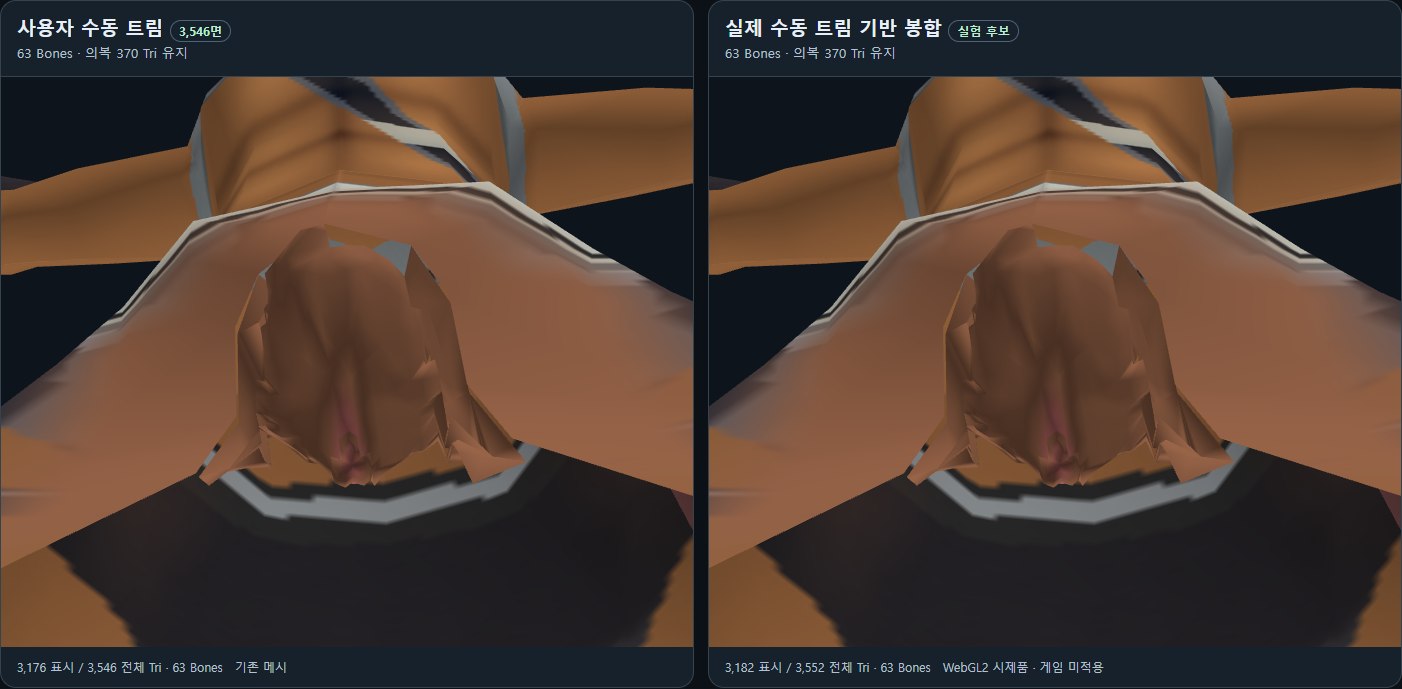 사용자 수동 트림 3,546면
63 Bones · 의복 370 Tri 유지
3,176 표시 / 3,546 전체 Tri · 63 Bones 기존 메시
실제 수동 트림 기반 봉합 실험 후보
63 Bones · 의복 370 Tri 유지
3,182 표시 / 3,552 전체 Tri · 63 Bones WebGL2 시제품 · 게임 미적용